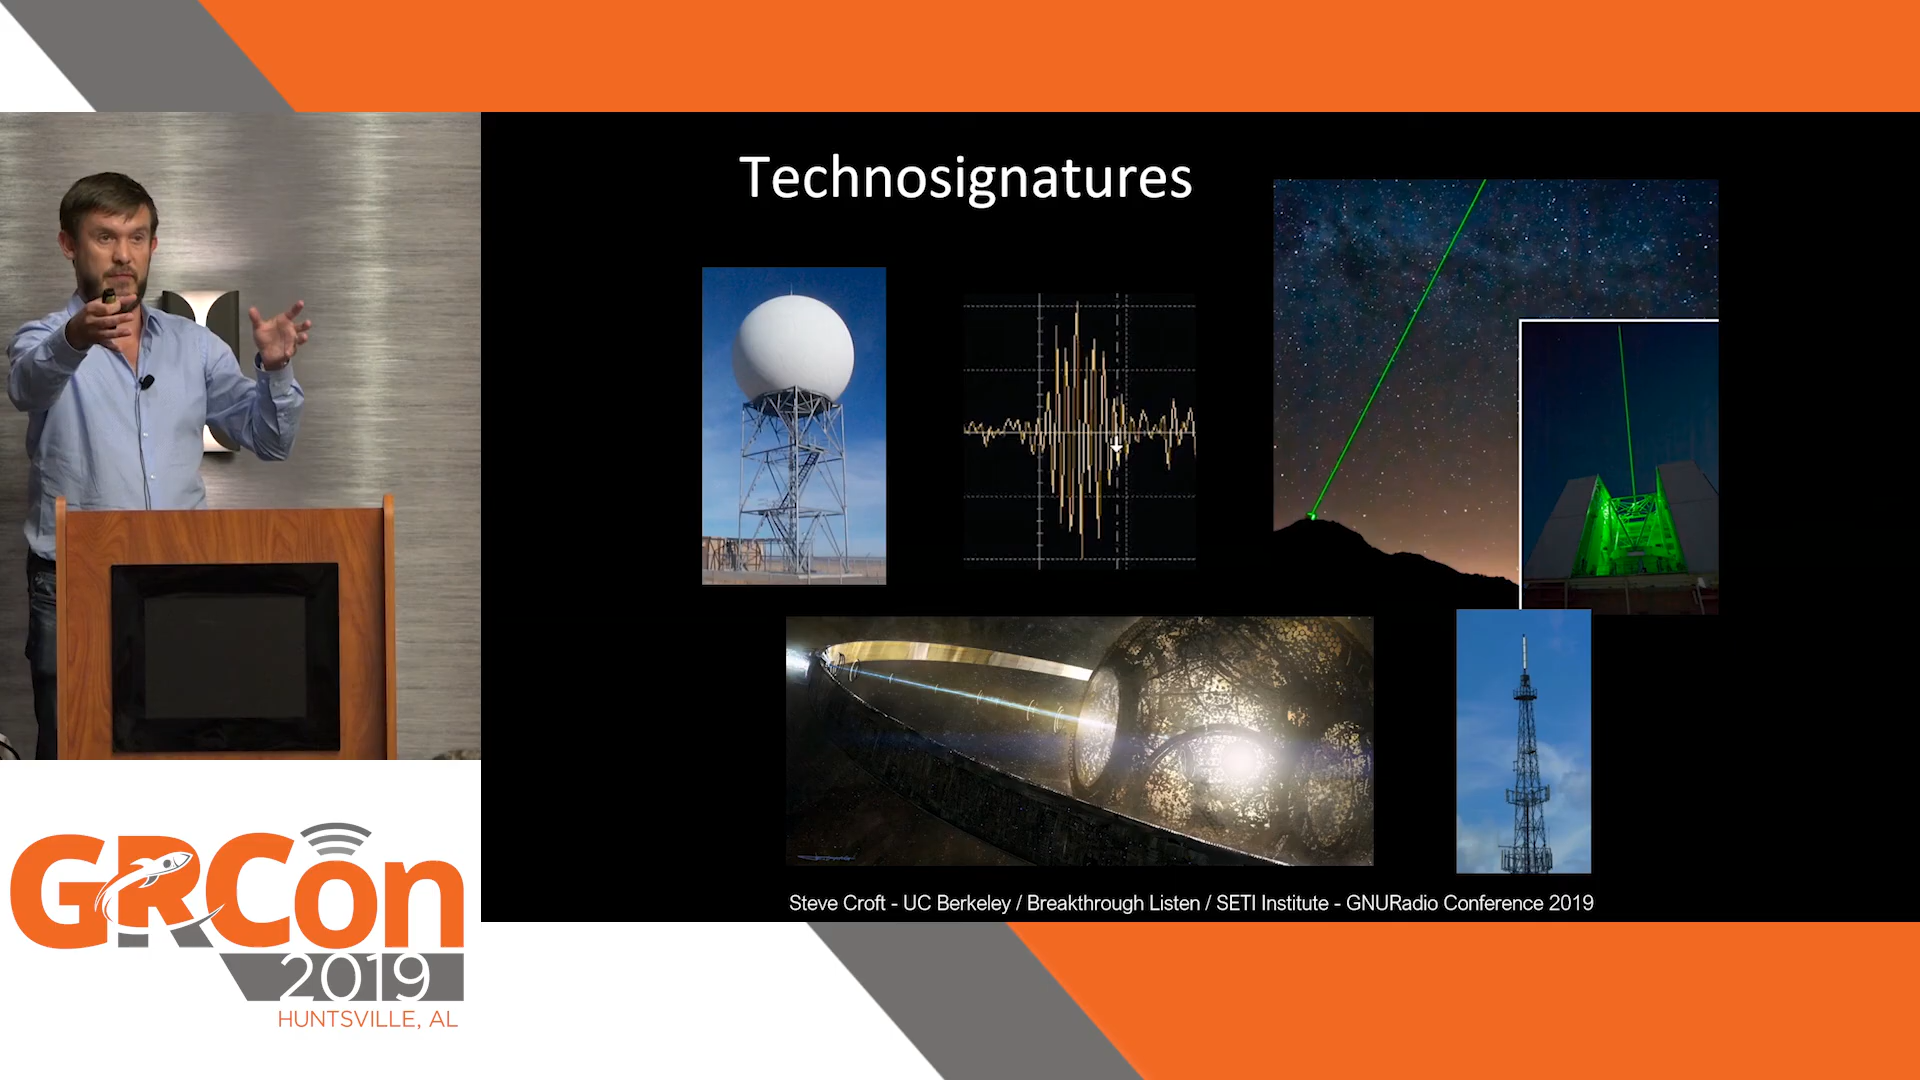 Technosignatures
Steve Croft - UC Berkeley / Breakthrough Listen / SETI Institute - GNURadio Conference 2019
GRCon
2019
HUNTSVILLE, AL